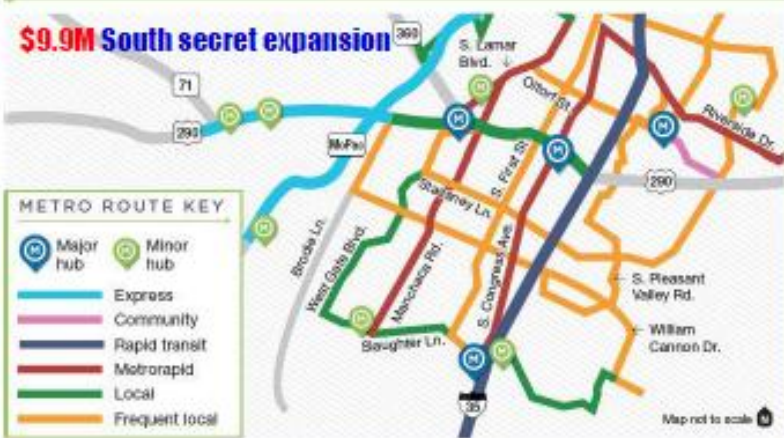 $9.9M South secret expansion
360
S. Lamar
Blvd.
Oltorf St.
71
Riverside Dr.
290
MoPac
S. First St.
290
Stassney Ln.
METRO ROUTE KEY
M Major
hub
M Minor
hub
Brodie Ln.
West Gate Blvd.
Manchaca Rd.
S. Congress Ave.
S. Pleasant
Valley Rd.
Express
Community
Rapid transit
Metrorapid
Local
Frequent local
William
Cannon Dr.
Slaughter Ln.
35
Map not to scale
N